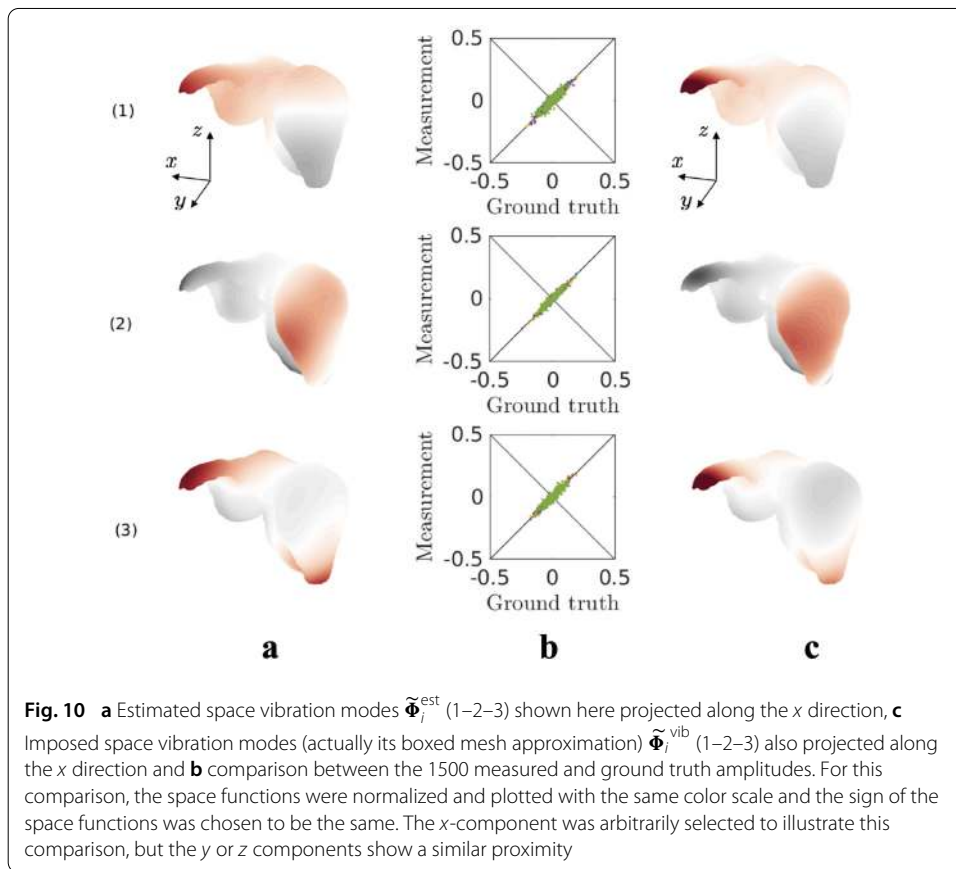 (1)
z
x
y
Measurement
0.5
0
-0.5
-0.5 0 0.5
Ground truth
z
x
y
(2)
Measurement
0.5
0
-0.5
-0.5 0 0.5
Ground truth
(3)
Measurement
0.5
0
-0.5
-0.5 0 0.5
Ground truth
a b c
Fig. 10 a Estimated space vibration modes Φ̃ᵢᵉˢᵗ (1–2–3) shown here projected along the x direction, c
Imposed space vibration modes (actually its boxed mesh approximation) Φ̃ᵢᵛⁱᵇ (1–2–3) also projected along
the x direction and b comparison between the 1500 measured and ground truth amplitudes. For this
comparison, the space functions were normalized and plotted with the same color scale and the sign of the
space functions was chosen to be the same. The x-component was arbitrarily selected to illustrate this
comparison, but the y or z components show a similar proximity